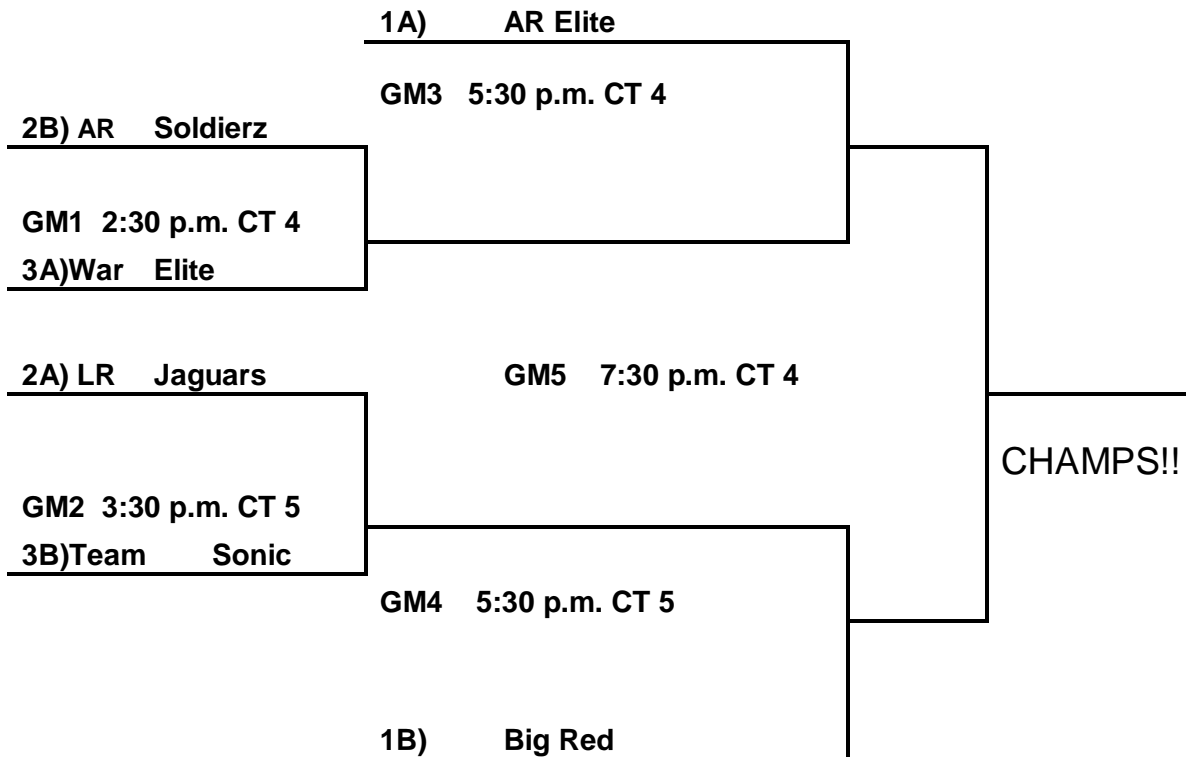 1A) AR Elite
GM3 5:30 p.m. CT 4
2B) AR Soldierz
GM1 2:30 p.m. CT 4
3A)War Elite
2A) LR Jaguars
GM5 7:30 p.m. CT 4
CHAMPS!!
GM2 3:30 p.m. CT 5
3B)Team Sonic
GM4 5:30 p.m. CT 5
1B) Big Red